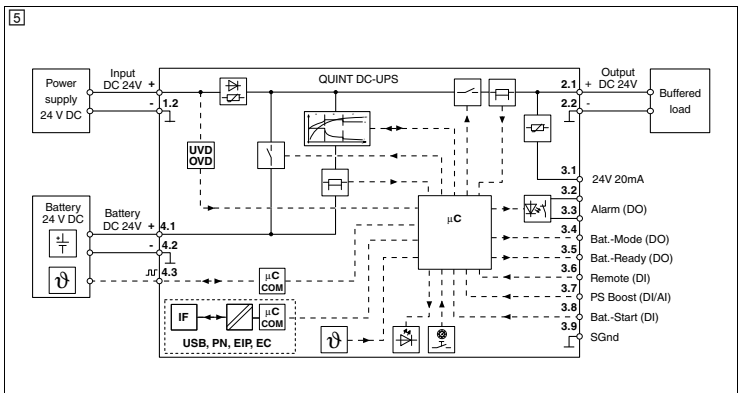 5
QUINT DC-UPS
Power
supply
24 V DC
Input
DC 24V +
- 1.2
UVD
OVD
2.1 + Output
DC 24V
2.2 -
Buffered
load
3.1 24V 20mA
3.2
3.3 Alarm (DO)
3.4 Bat.-Mode (DO)
3.5 Bat.-Ready (DO)
3.6 Remote (DI)
3.7 PS Boost (DI/AI)
3.8 Bat.-Start (DI)
3.9 SGnd
µC
Battery
24 V DC
+
ϑ
Battery
DC 24V + 4.1
- 4.2
4.3
µC
COM
IF
µC
COM
USB, PN, EIP, EC
ϑ